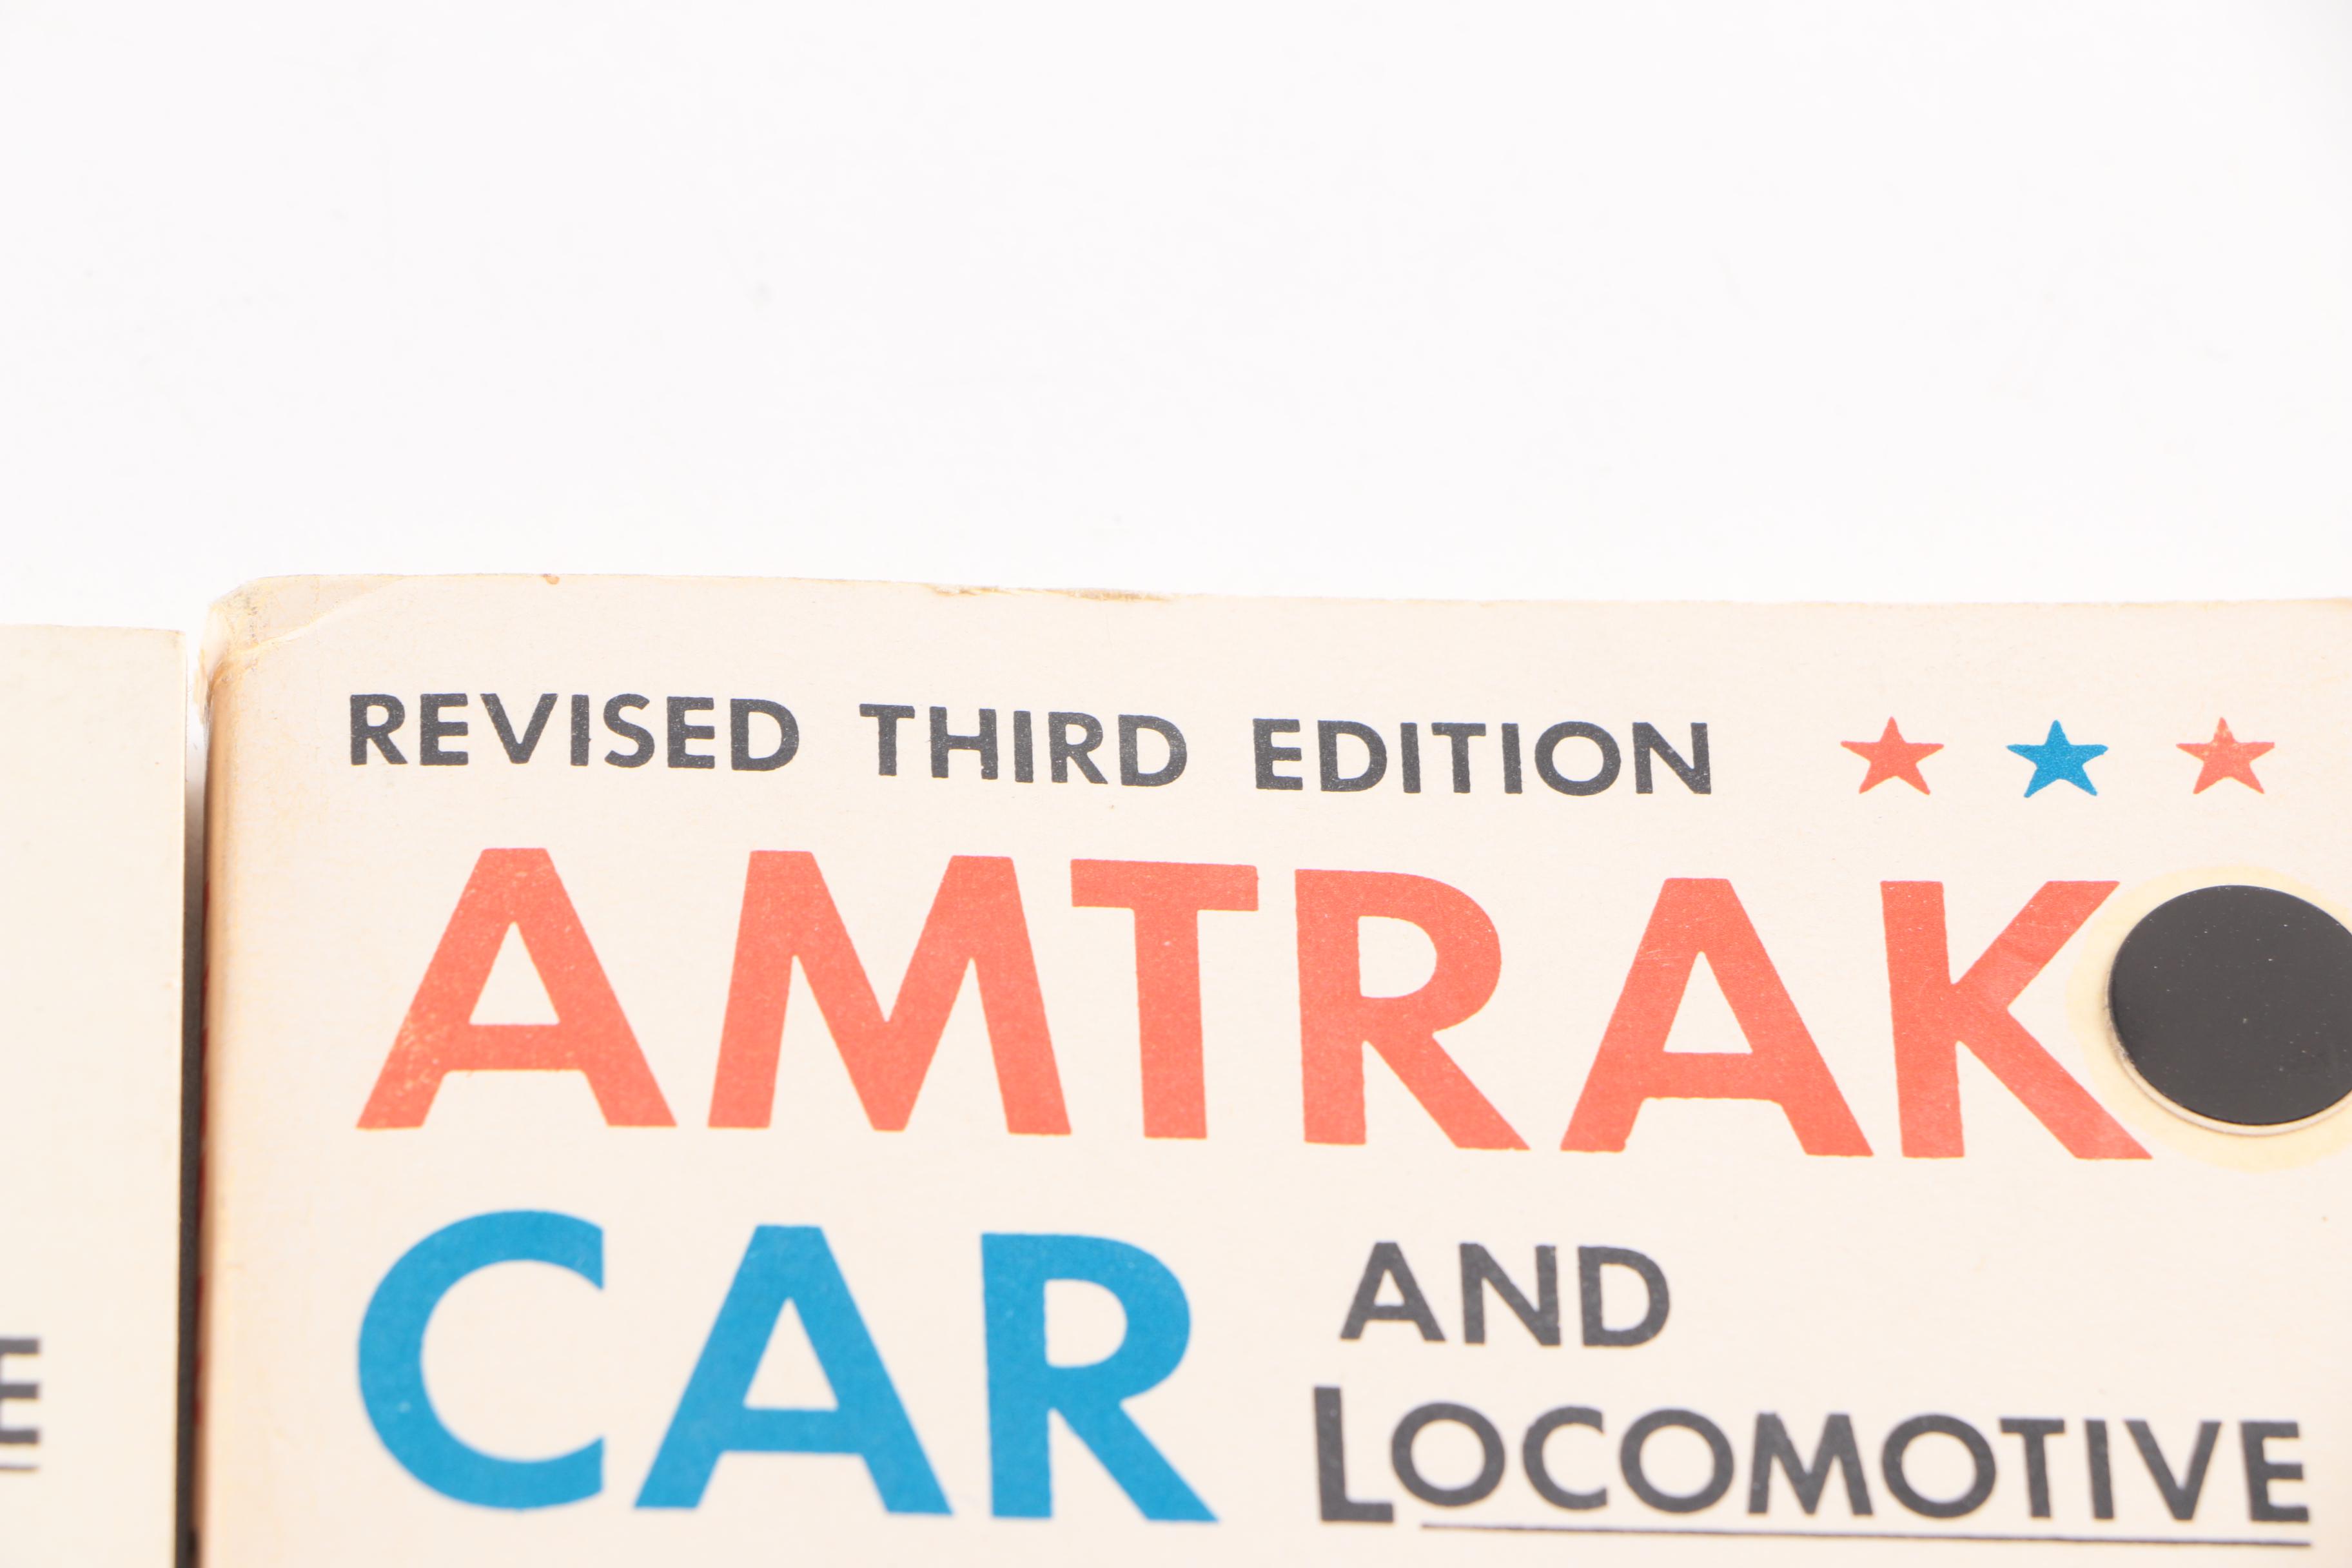 REVISED THIRD EDITION
AMTRAK
CAR AND
LOCOMOTIVE
E